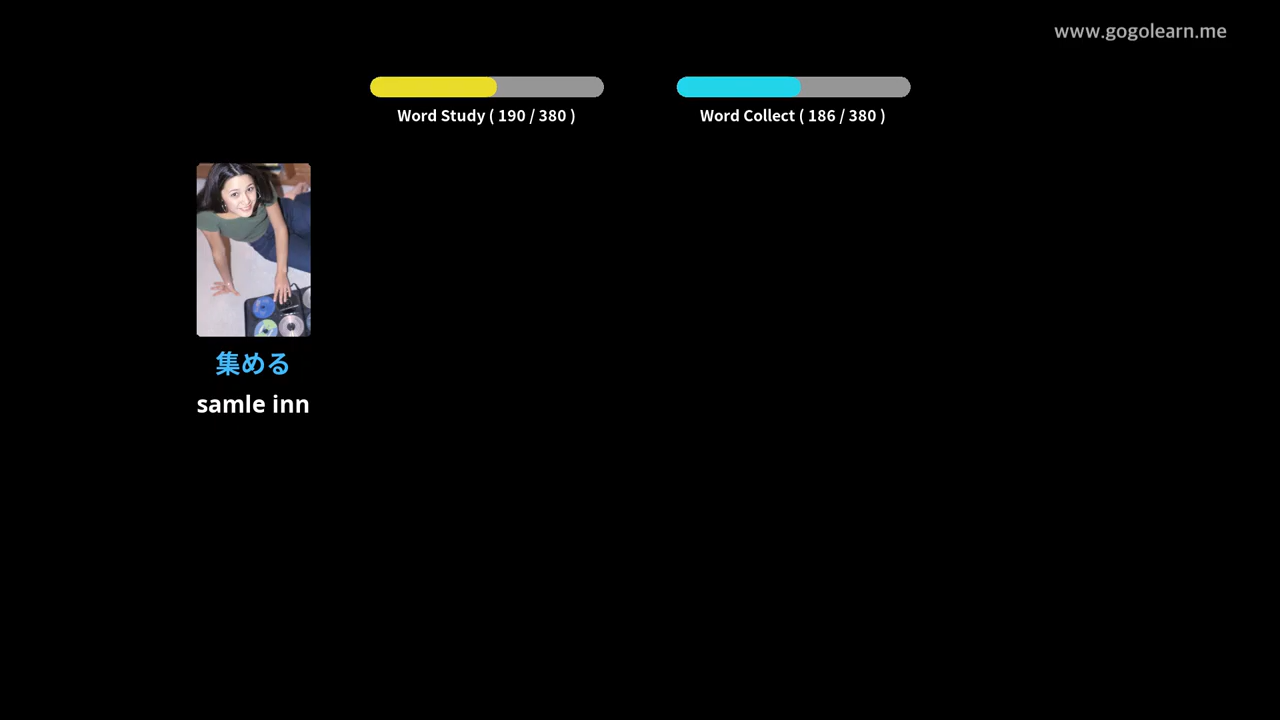 www.gogolearn.me
Word Study ( 190 / 380 )
Word Collect ( 186 / 380 )
集める
samle inn